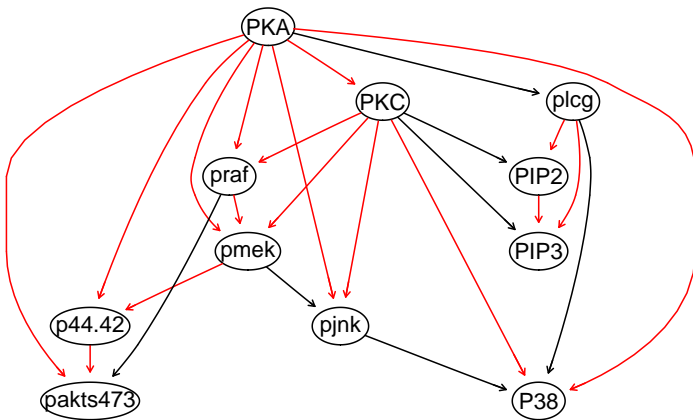 PKA
PKC
plcg
praf
PIP2
pmek
PIP3
p44.42
pjnk
pakts473
P38